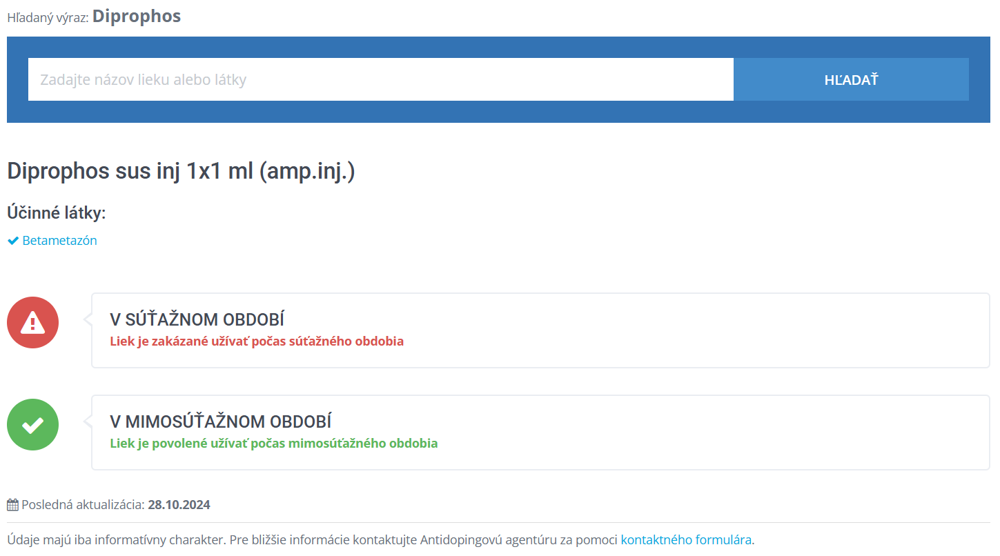 Hľadaný výraz: Diprophos
Zadajte názov lieku alebo látky
HĽADAŤ
Diprophos sus inj 1x1 ml (amp.inj.)
Účinné látky:
Betametazón
V SÚŤAŽNOM OBDOBÍ
Liek je zakázané užívať počas súťažného obdobia
V MIMOSÚŤAŽNOM OBDOBÍ
Liek je povolené užívať počas mimosúťažného obdobia
Posledná aktualizácia: 28.10.2024
Údaje majú iba informatívny charakter. Pre bližšie informácie kontaktujte Antidopingovú agentúru za pomoci kontaktného formulára.